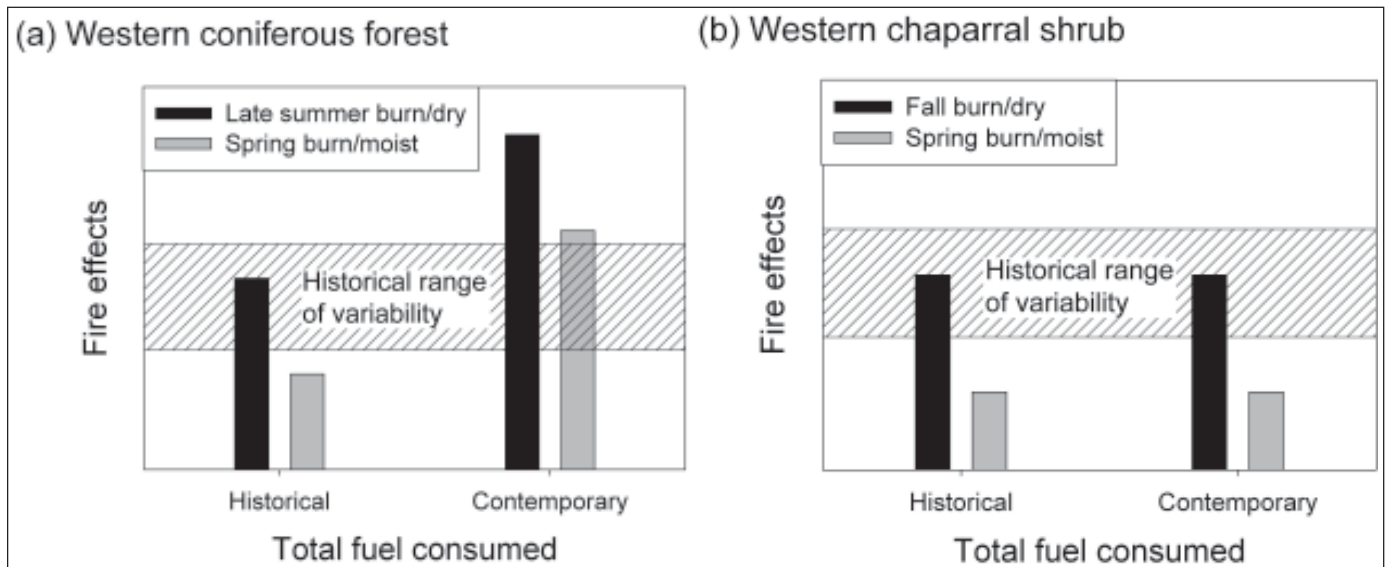 (a) Western coniferous forest
Late summer burn/dry
Spring burn/moist
Fire effects
Historical range
of variability
Historical
Contemporary
Total fuel consumed
(b) Western chaparral shrub
Fall burn/dry
Spring burn/moist
Fire effects
Historical range
of variability
Historical
Contemporary
Total fuel consumed